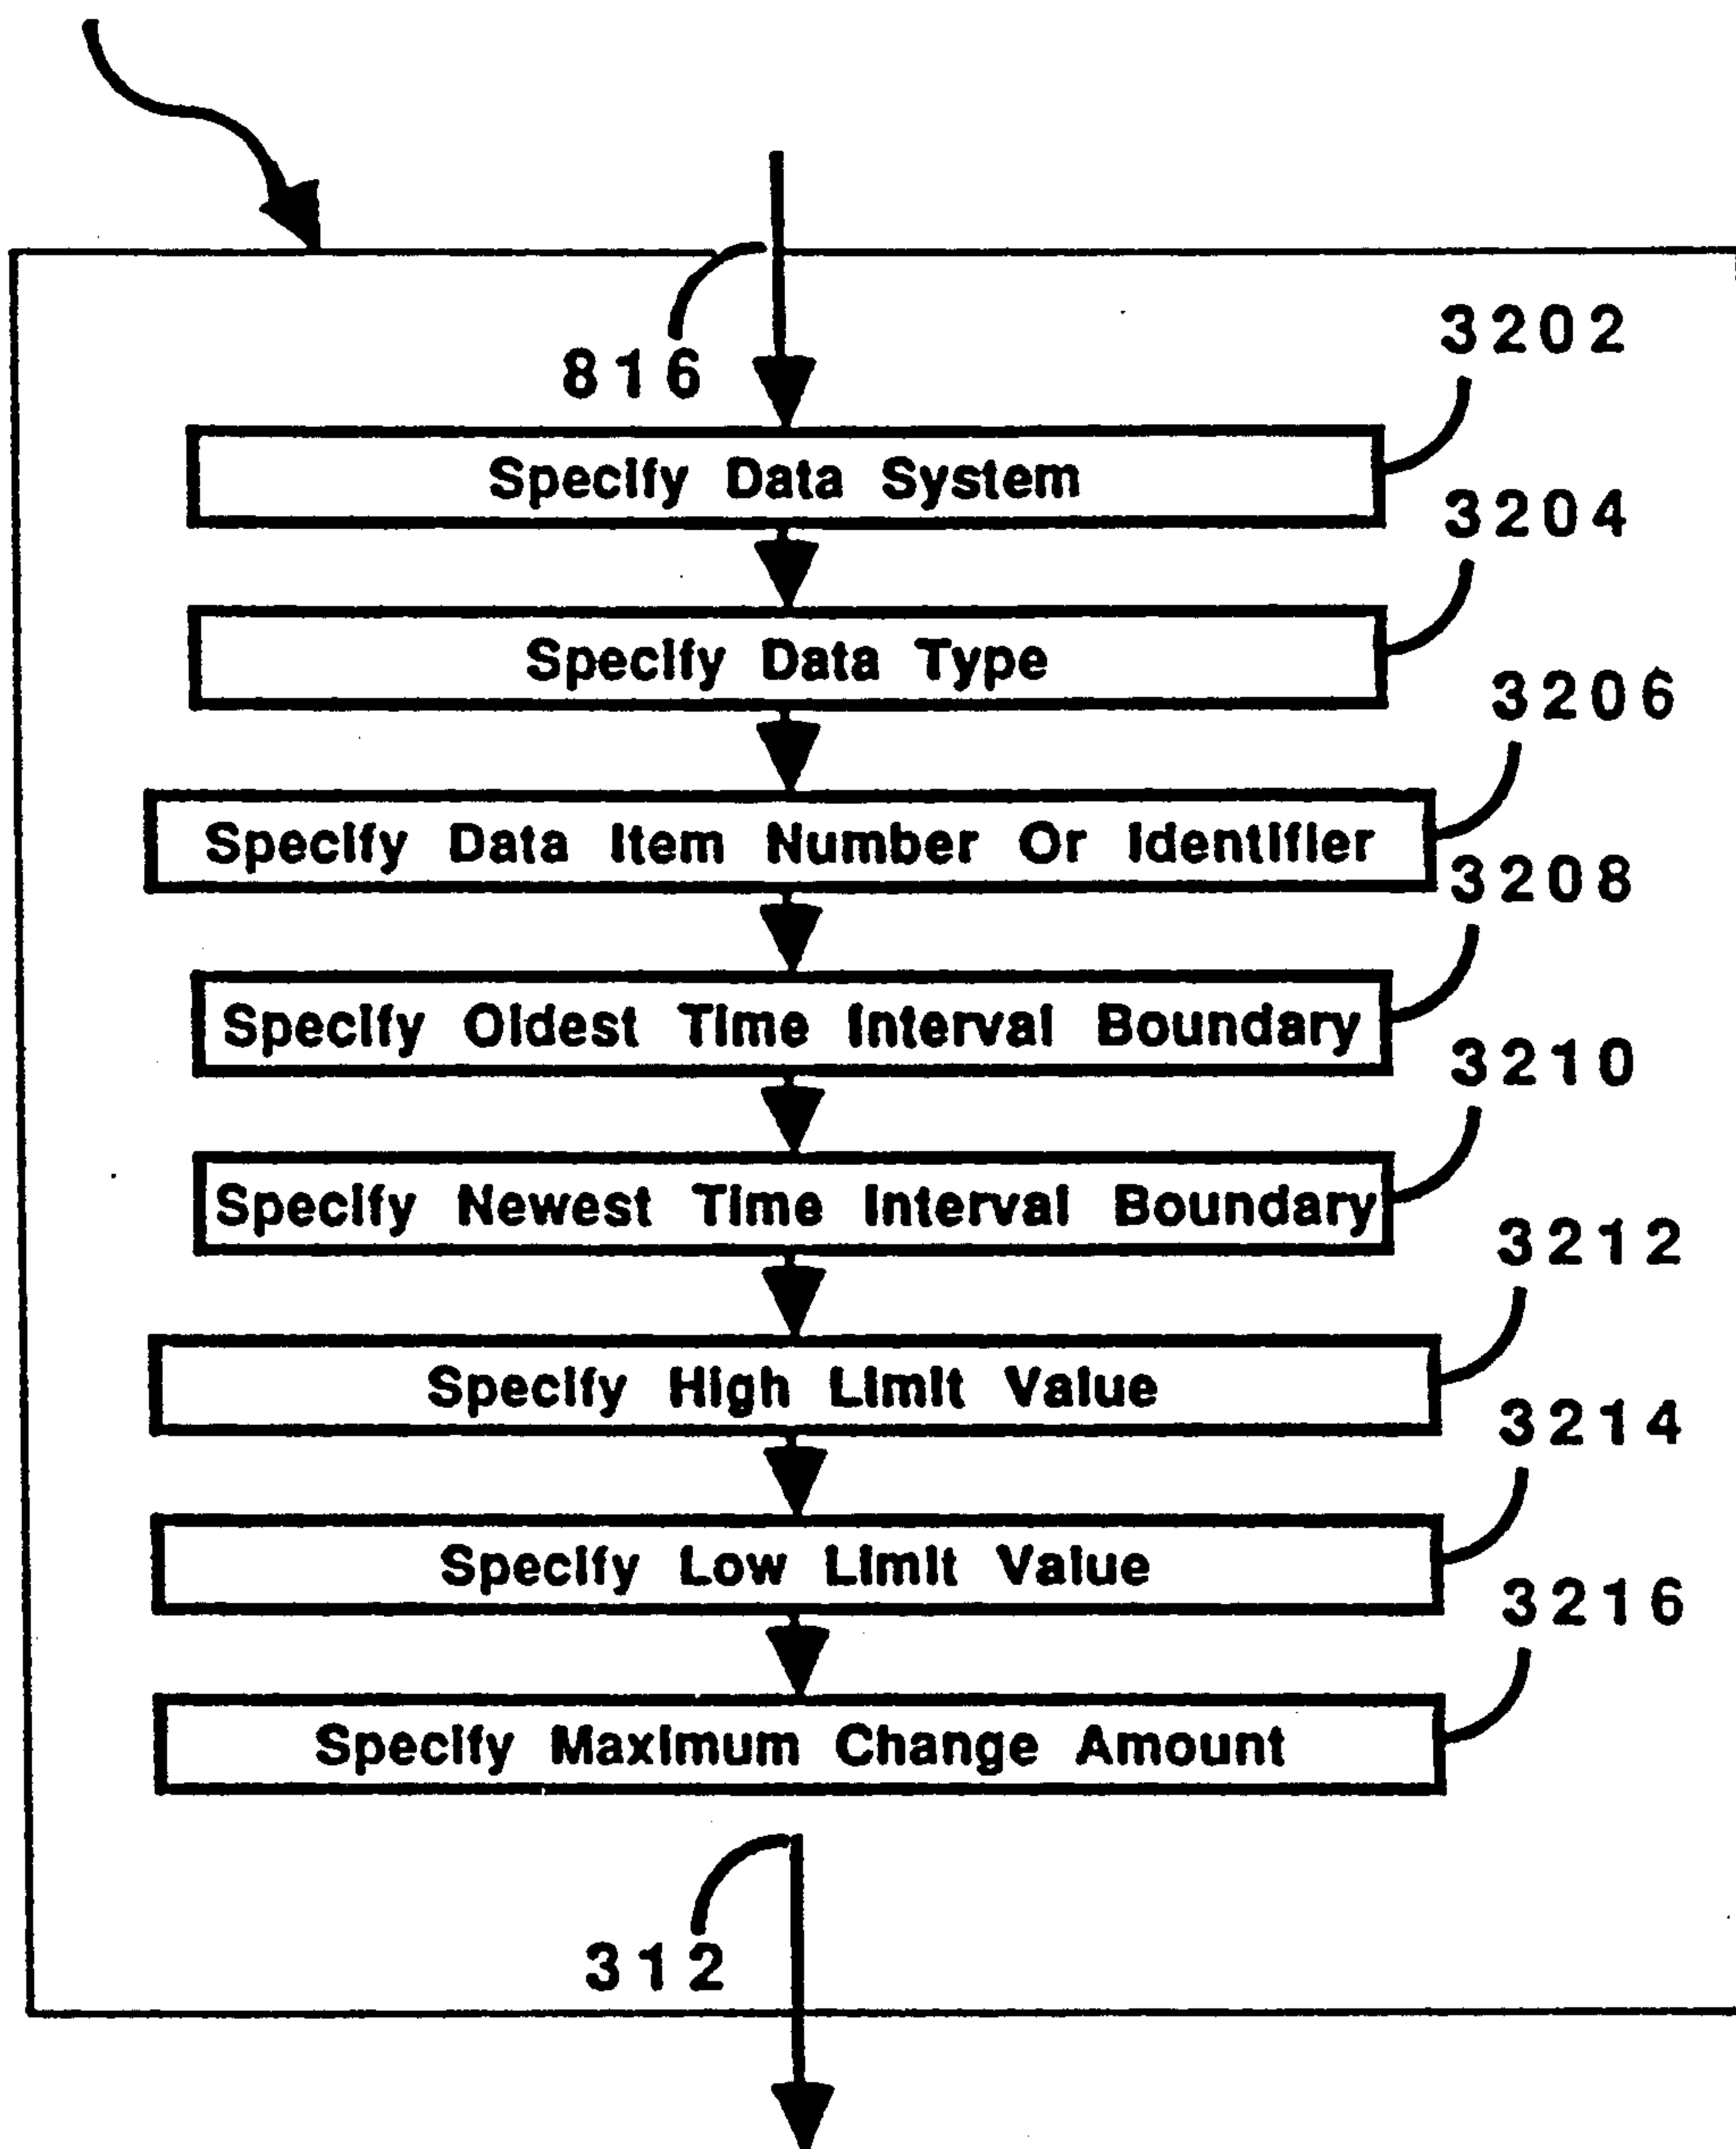 3202
816
Specify Data System
3204
Specify Data Type
3206
Specify Data Item Number Or Identifier
3208
Specify Oldest Time Interval Boundary
3210
Specify Newest Time Interval Boundary
3212
Specify High Limit Value
3214
Specify Low Limit Value
3216
Specify Maximum Change Amount
312